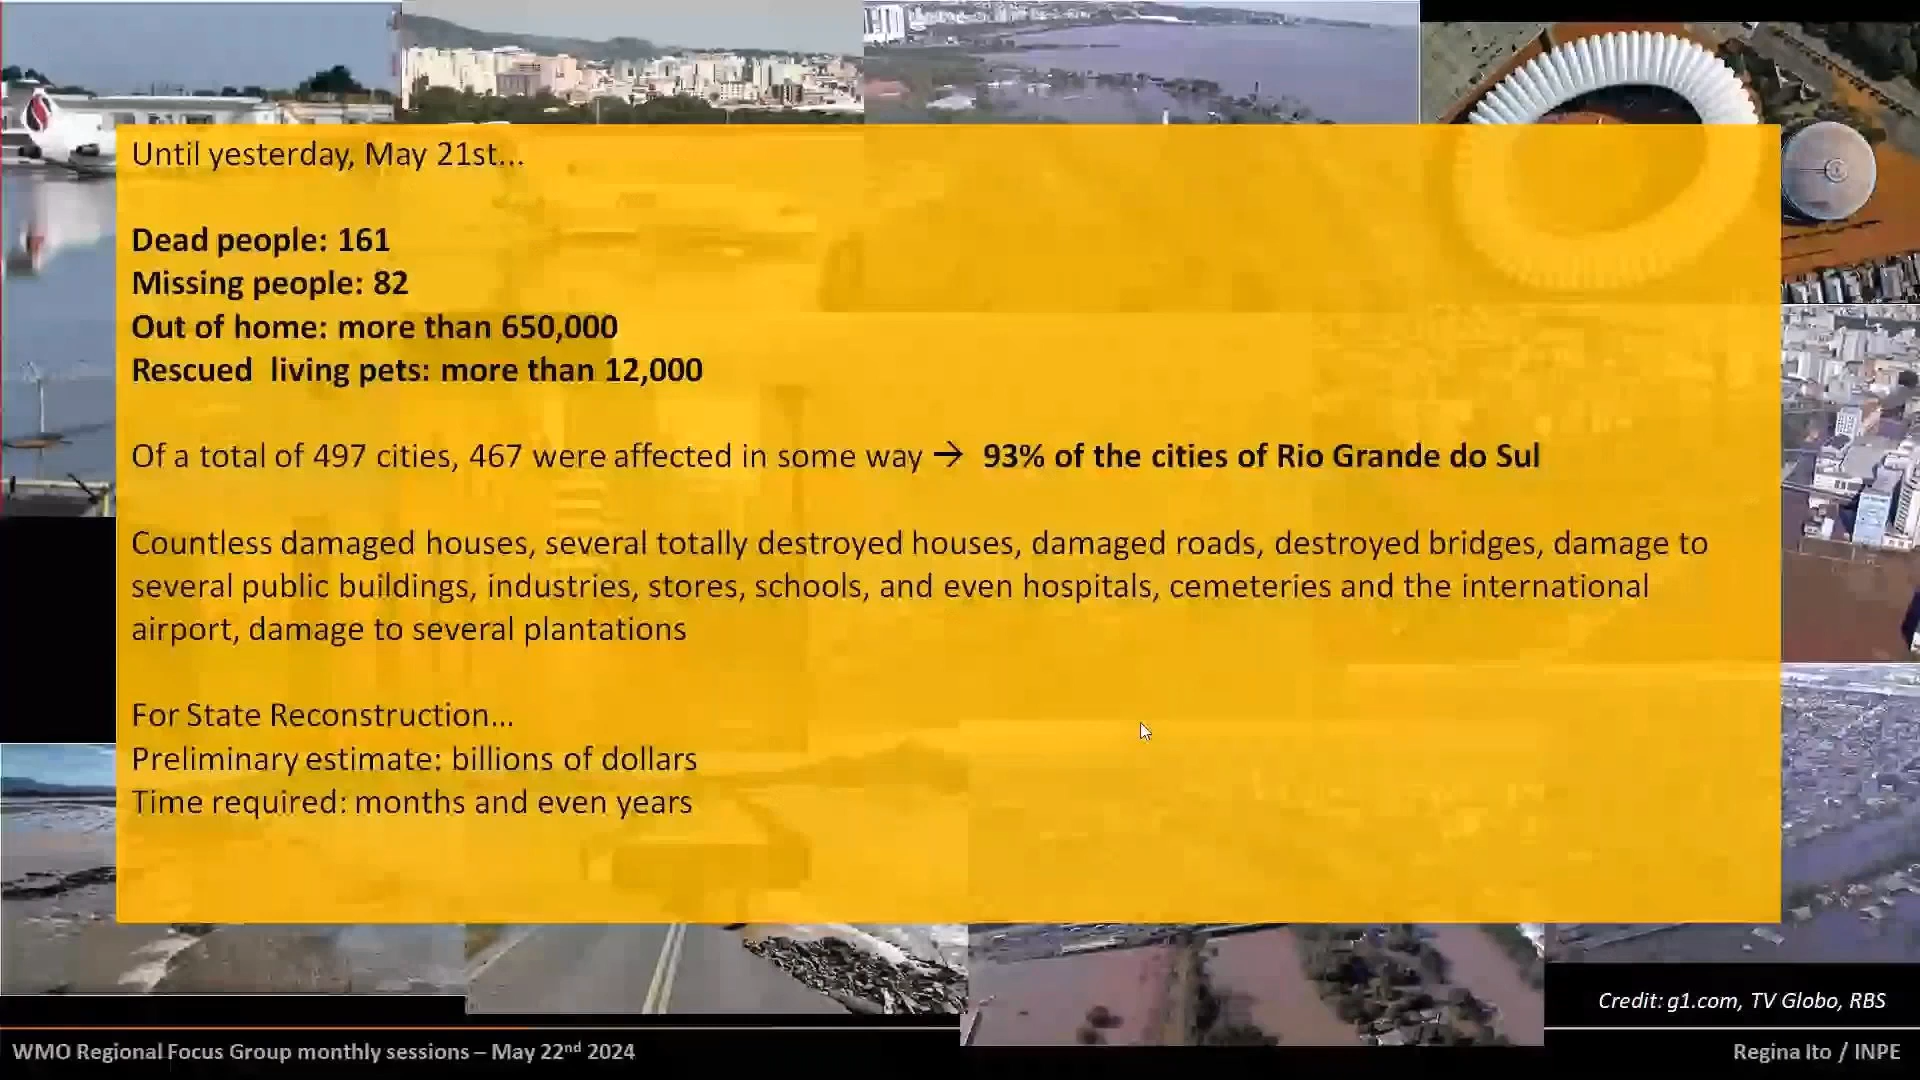 Until yesterday, May 21st...
Dead people: 161
Missing people: 82
Out of home: more than 650,000
Rescued  living pets: more than 12,000
Of a total of 497 cities, 467 were affected in some way → 93% of the cities of Rio Grande do Sul
Countless damaged houses, several totally destroyed houses, damaged roads, destroyed bridges, damage to
several public buildings, industries, stores, schools, and even hospitals, cemeteries and the international
airport, damage to several plantations
For State Reconstruction...
Preliminary estimate: billions of dollars
Time required: months and even years
Credit: g1.com, TV Globo, RBS
WMO Regional Focus Group monthly sessions – May 22nd 2024
Regina Ito / INPE